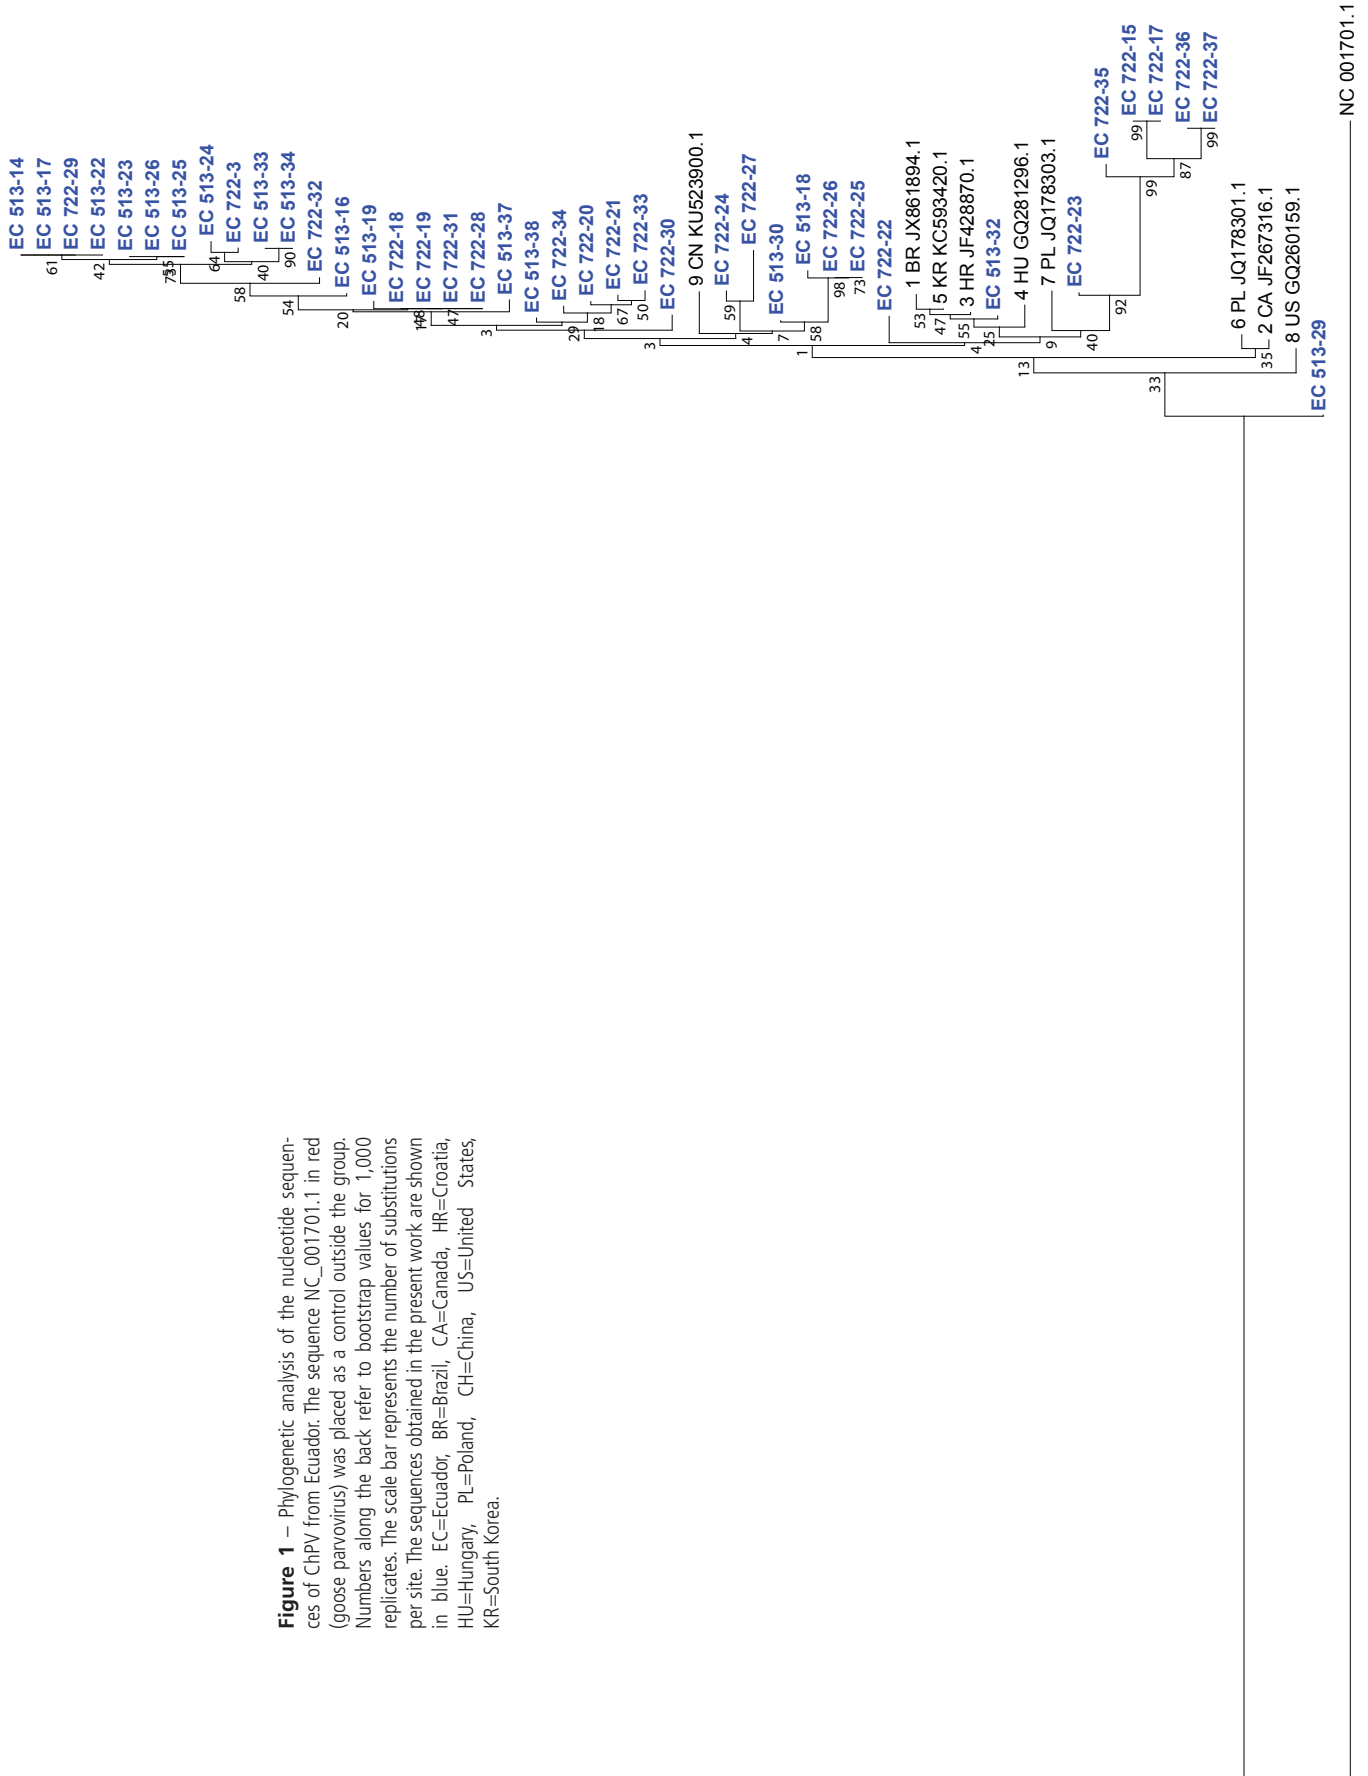 EC 513-14
EC 513-17
EC 722-29
EC 513-22
EC 513-23
EC 513-26
EC 513-25
EC 513-24
EC 722-3
EC 513-33
EC 513-34
EC 722-32
EC 513-16
EC 513-19
EC 722-18
EC 722-19
EC 722-31
EC 722-28
EC 513-37
EC 513-38
EC 722-34
EC 722-20
EC 722-21
EC 722-33
EC 722-30
9 CN KU523900.1
EC 722-24
EC 722-27
EC 513-30
EC 513-18
EC 722-26
EC 722-25
EC 722-22
1 BR JX861894.1
5 KR KC593420.1
3 HR JF428870.1
EC 513-32
4 HU GQ281296.1
7 PL JQ178303.1
EC 722-23
EC 722-35
EC 722-15
EC 722-17
EC 722-36
EC 722-37
6 PL JQ178301.1
2 CA JF267316.1
8 US GQ260159.1
EC 513-29
NC 001701.1
61
42
64
40
90
58
54
20
47
3
29
18
67
50
3
59
4
7
58
98
73
1
53
47
55
25
4
9
40
92
99
99
87
99
13
35
33
Figure 1 – Phylogenetic analysis of the nucleotide sequen-
ces of ChPV from Ecuador. The sequence NC_001701.1 in red
(goose parvovirus) was placed as a control outside the group.
Numbers along the back refer to bootstrap values for 1,000
replicates. The scale bar represents the number of substitutions
per site. The sequences obtained in the present work are shown
in blue. EC=Ecuador, BR=Brazil, CA=Canada, HR=Croatia,
HU=Hungary, PL=Poland, CH=China, US=United States,
KR=South Korea.